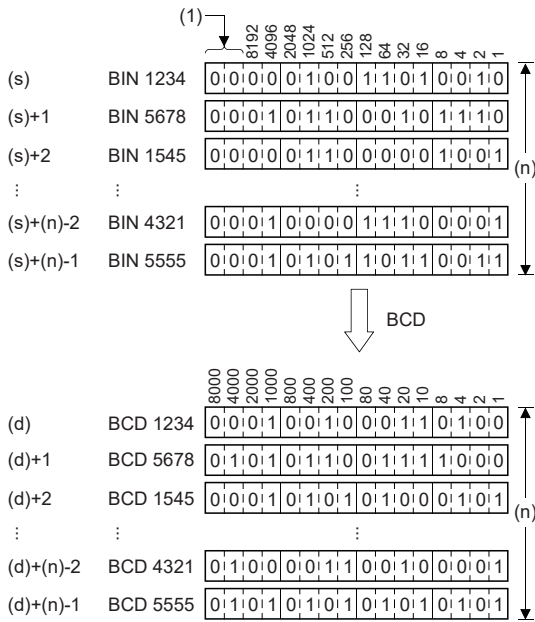 (1)
8192 4096 2048 1024 512 256 128 64 32 16 8 4 2 1
(s) BIN 1234 0 0 0 0 0 1 0 0 1 1 0 1 0 0 1 0
(s)+1 BIN 5678 0 0 0 1 0 1 1 0 0 0 1 0 1 1 1 0
(s)+2 BIN 1545 0 0 0 0 0 1 1 0 0 0 0 0 1 0 0 1
(n)
⋮ ⋮ ⋮
(s)+(n)-2 BIN 4321 0 0 0 1 0 0 0 0 1 1 1 0 0 0 0 1
(s)+(n)-1 BIN 5555 0 0 0 1 0 1 0 1 1 0 1 1 0 0 1 1
BCD
8000 4000 2000 1000 800 400 200 100 80 40 20 10 8 4 2 1
(d) BCD 1234 0 0 0 1 0 0 1 0 0 0 1 1 0 1 0 0
(d)+1 BCD 5678 0 1 0 1 0 1 1 0 0 1 1 1 1 0 0 0
(d)+2 BCD 1545 0 0 0 1 0 1 0 1 0 1 0 0 0 1 0 1
(n)
⋮ ⋮ ⋮
(d)+(n)-2 BCD 4321 0 1 0 0 0 0 1 1 0 0 1 0 0 0 0 1
(d)+(n)-1 BCD 5555 0 1 0 1 0 1 0 1 0 1 0 1 0 1 0 1